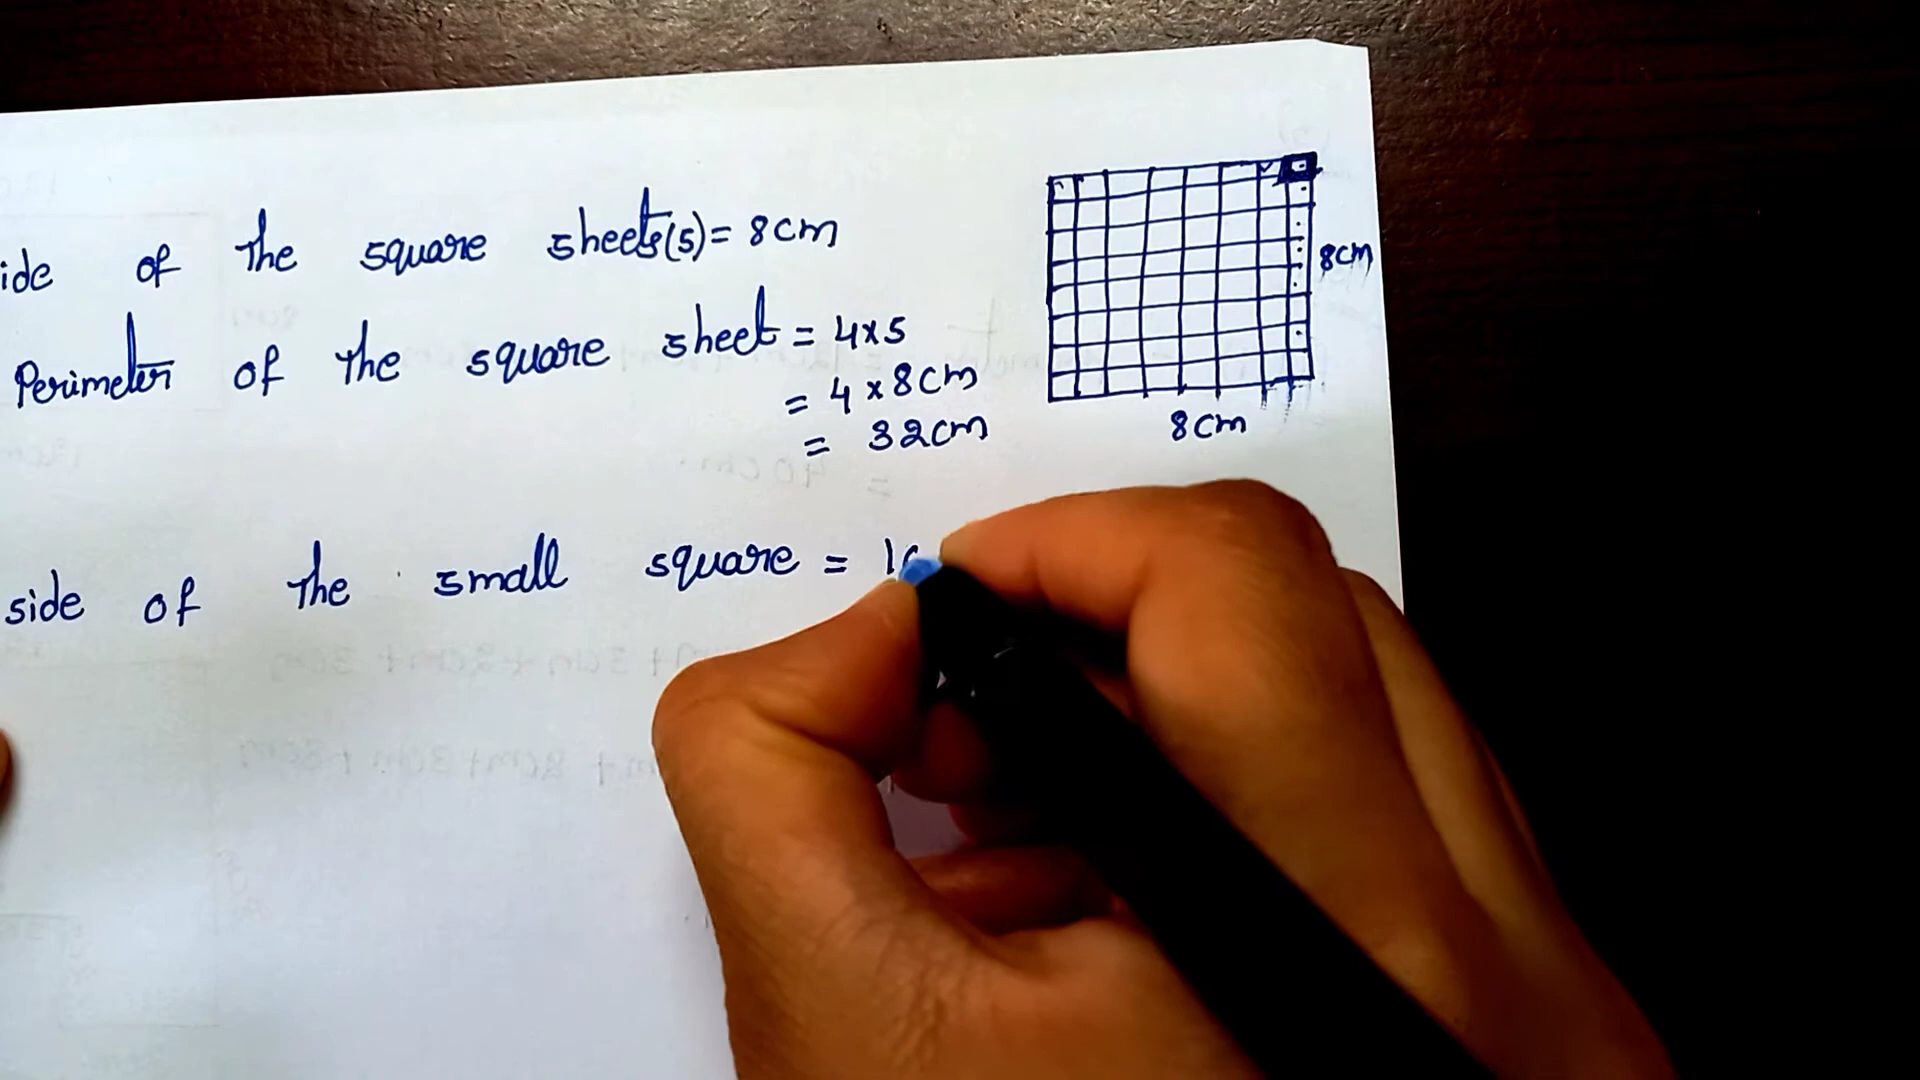 ide of the square sheets(s)= 8cm
Perimeter of the square sheet = 4×s
= 4 × 8cm
= 32cm
8cm
8cm
side of the small square = 1c